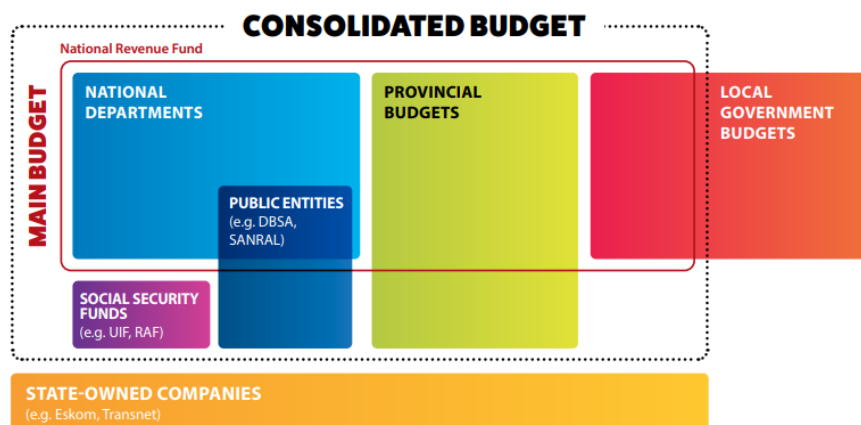 CONSOLIDATED BUDGET
National Revenue Fund
MAIN BUDGET
NATIONAL
DEPARTMENTS
PROVINCIAL
BUDGETS
LOCAL
GOVERNMENT
BUDGETS
PUBLIC ENTITIES
(e.g. DBSA,
SANRAL)
SOCIAL SECURITY
FUNDS
(e.g. UIF, RAF)
STATE-OWNED COMPANIES
(e.g. Eskom, Transnet)